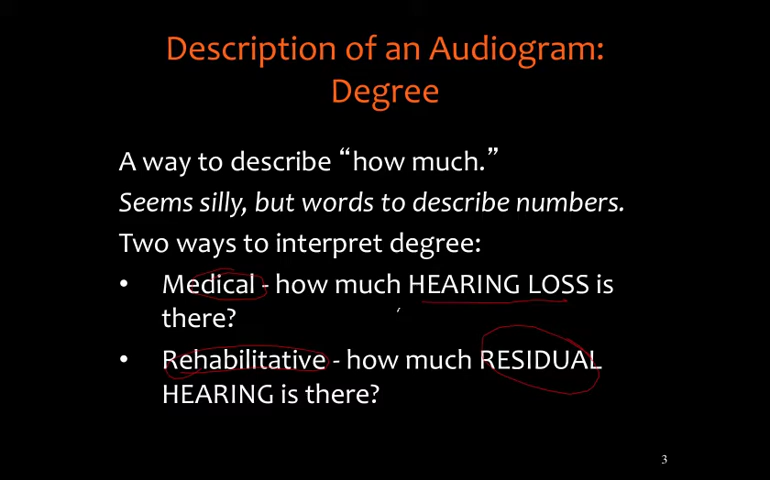 Description of an Audiogram:
Degree
A way to describe “how much.”
Seems silly, but words to describe numbers.
Two ways to interpret degree:
• Medical - how much HEARING LOSS is
there?
• Rehabilitative - how much RESIDUAL
HEARING is there?
3